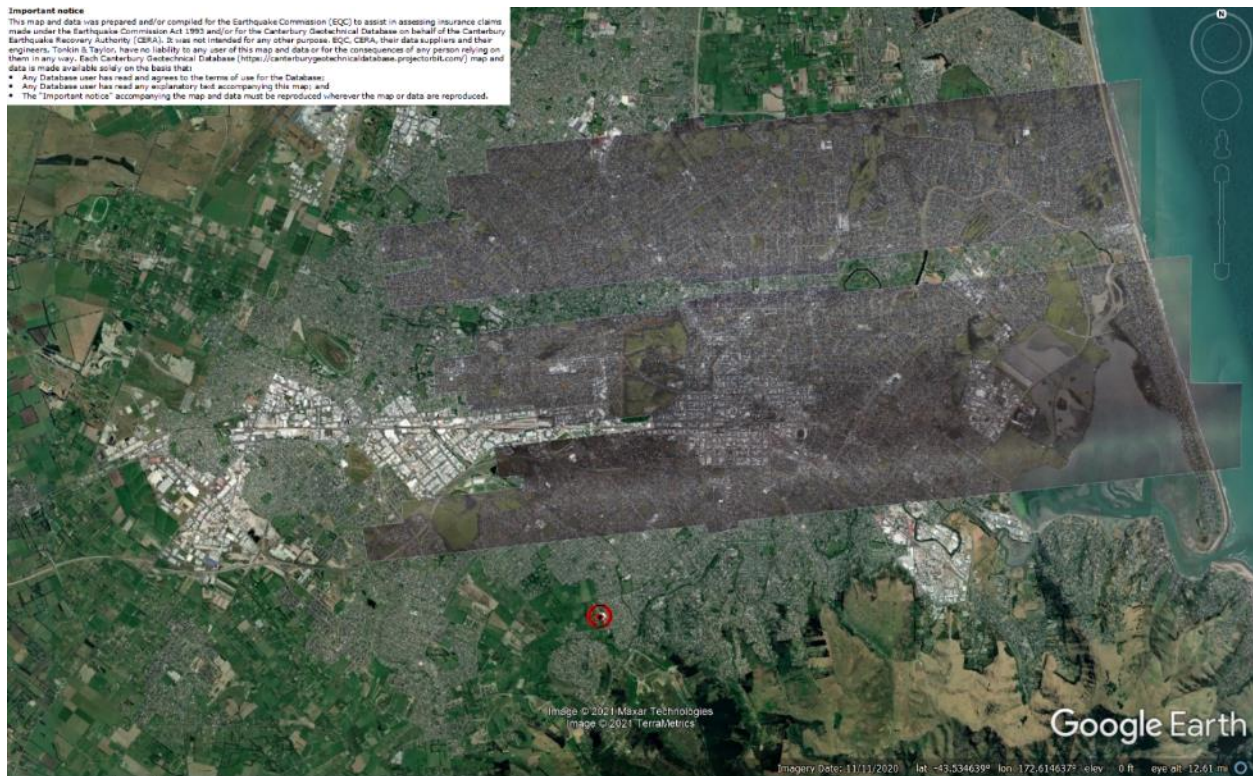 Important notice
This map and data was prepared and/or compiled for the Earthquake Commission (EQC) to assist in assessing insurance claims
made under the Earthquake Commission Act 1993 and/or for the Canterbury Geotechnical Database on behalf of the Canterbury
Earthquake Recovery Authority (CERA). It was not intended for any other purpose. EQC, CERA, their data suppliers and their
engineers, Tonkin & Taylor, have no liability to any user of this map and data or for the consequences of any person relying on
them in any way. Each Canterbury Geotechnical Database (https://canterburygeotechnicaldatabase.projectorbit.com/) map and
data is made available solely on the basis that:
• Any Database user has read and agrees to the terms of use for the Database;
• Any Database user has read any explanatory text accompanying this map; and
• The "Important notice" accompanying the map and data must be reproduced wherever the map or data are reproduced.
N
Image © 2021 Maxar Technologies
Image © 2021 TerraMetrics
Google Earth
Imagery Date: 11/11/2020 lat -43.534639° lon 172.614637° elev 0 ft eye alt 12.61 mi